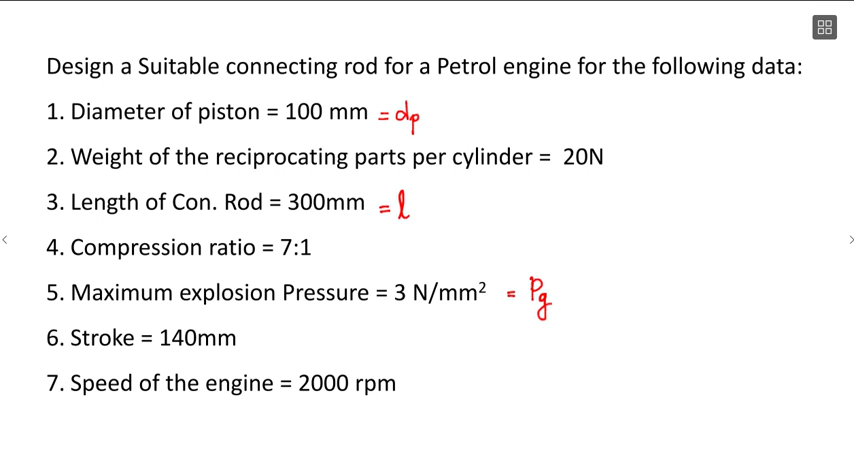 Design a Suitable connecting rod for a Petrol engine for the following data:
1. Diameter of piston = 100 mm = dp
2. Weight of the reciprocating parts per cylinder = 20N
3. Length of Con. Rod = 300mm = l
4. Compression ratio = 7:1
5. Maximum explosion Pressure = 3 N/mm² = Pg
6. Stroke = 140mm
7. Speed of the engine = 2000 rpm